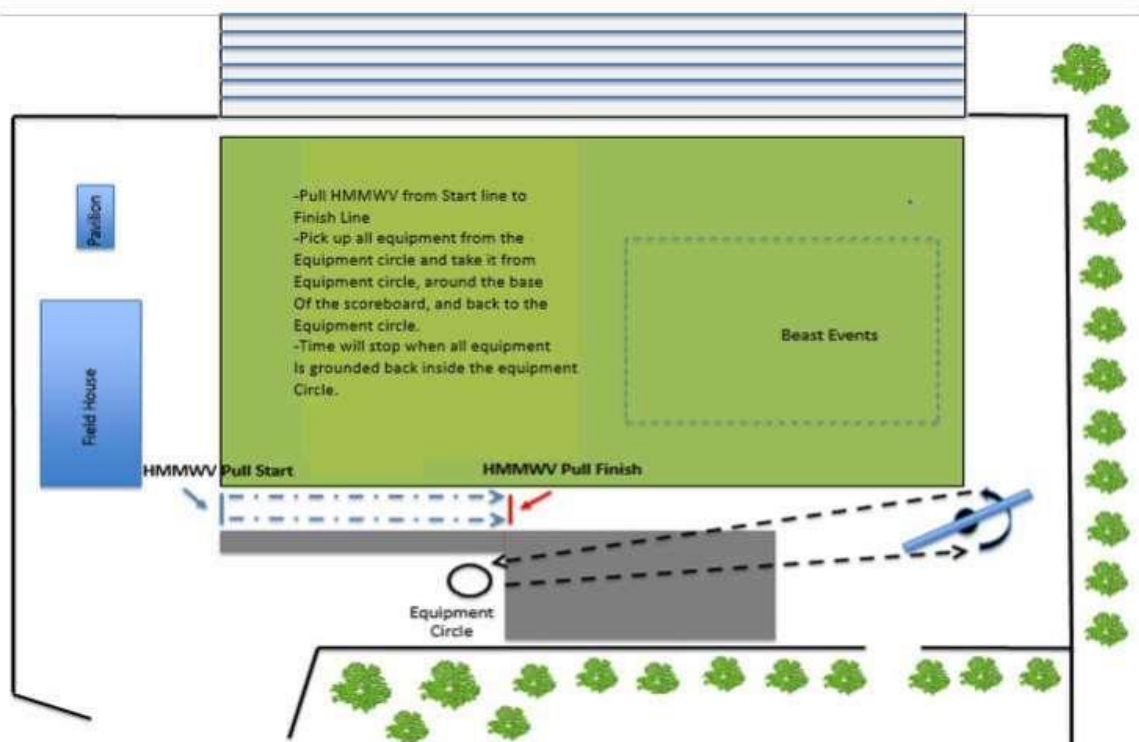 -Pull HMMWV from Start line to
Finish Line
-Pick up all equipment from the
Equipment circle and take it from
Equipment circle, around the base
Of the scoreboard, and back to the
Equipment circle.
-Time will stop when all equipment
Is grounded back inside the equipment
Circle.
Beast Events
Pavilion
Field House
HMMWV Pull Start
HMMWV Pull Finish
Equipment
Circle